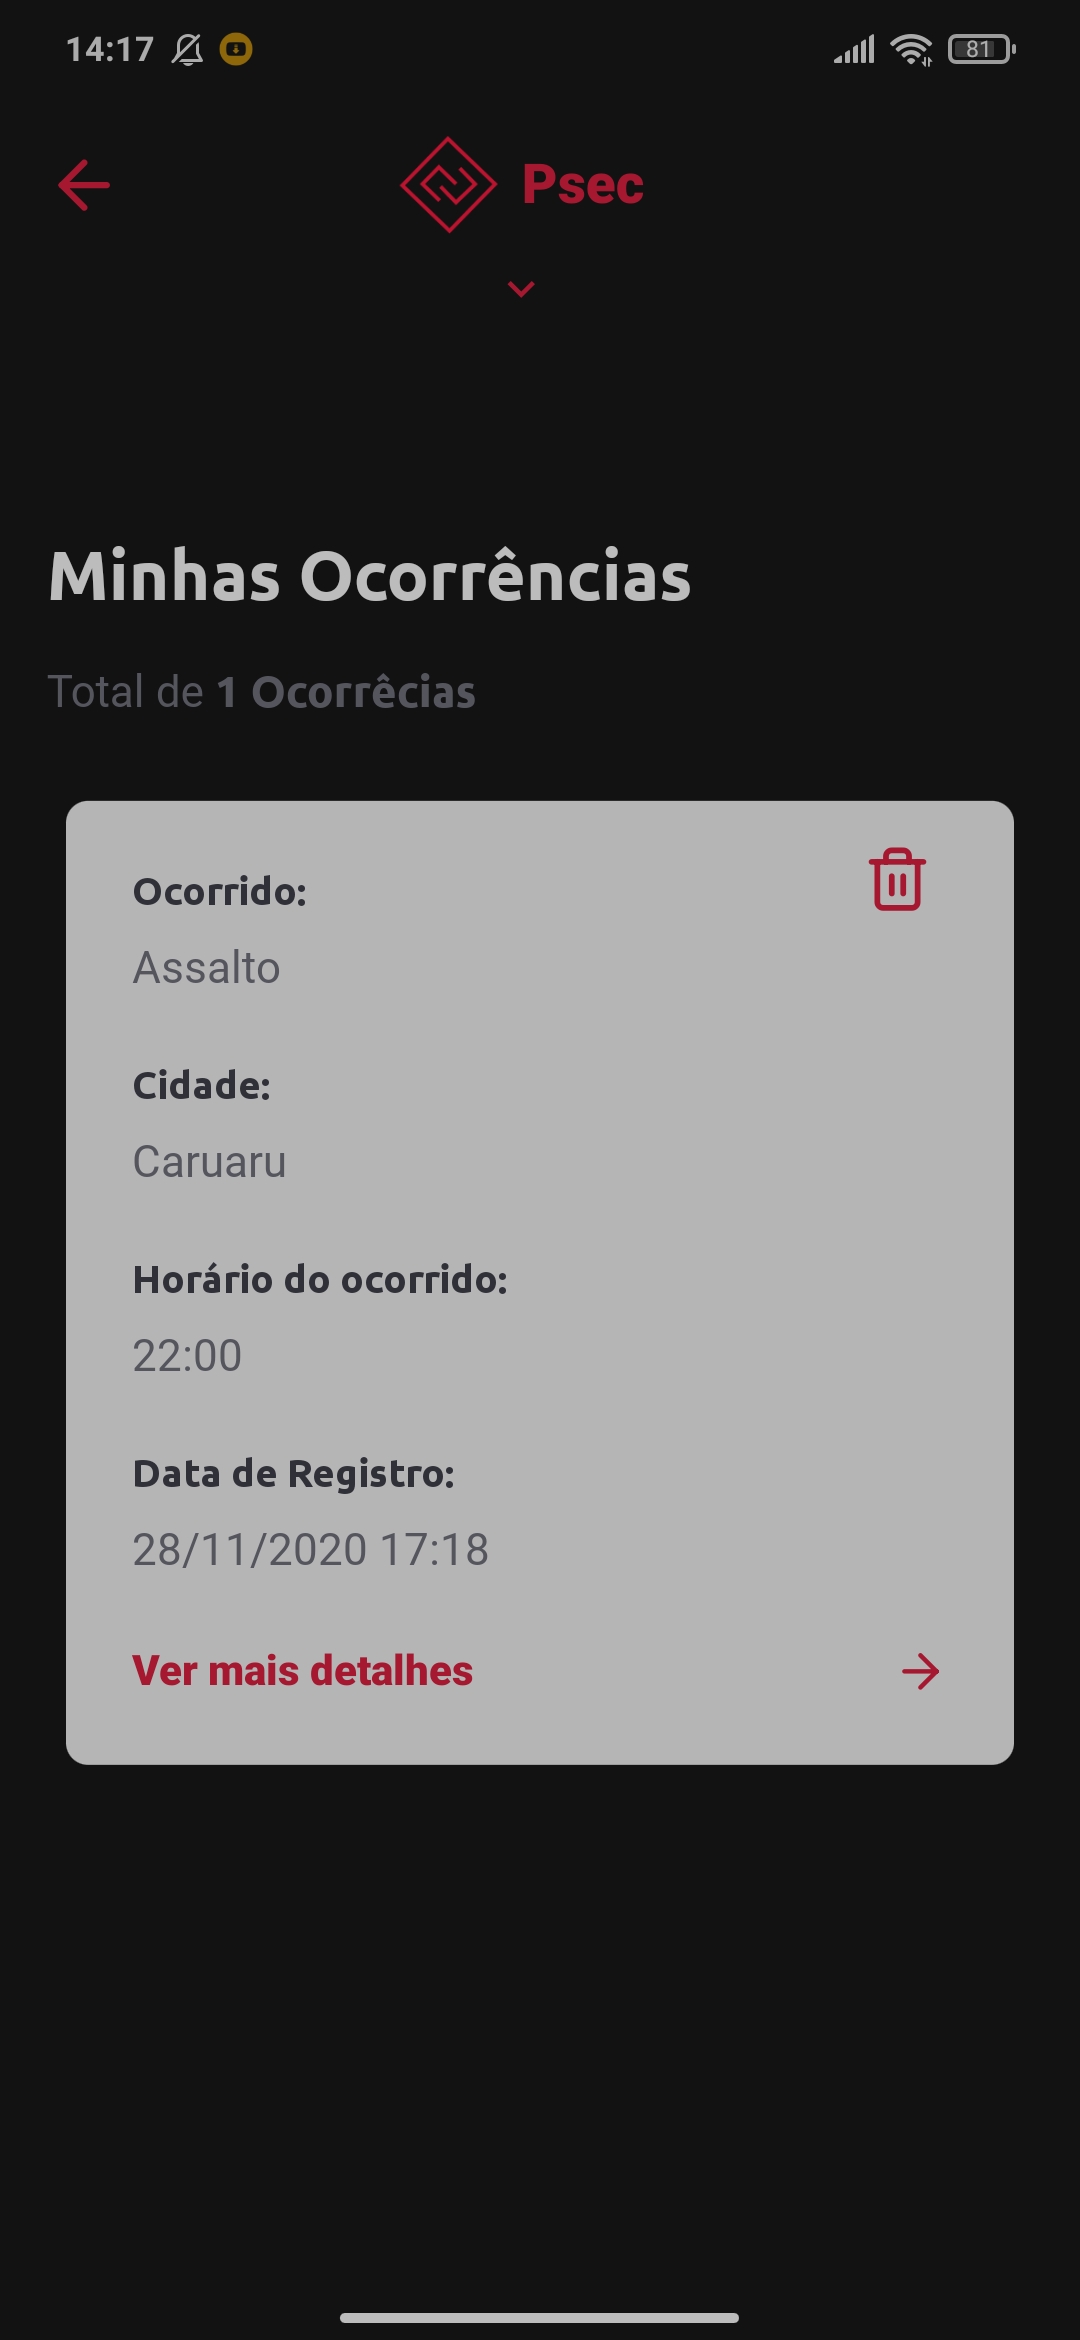 14:17
81
Psec
Minhas Ocorrências
Total de 1 Ocorrêcias
Ocorrido:
Assalto
Cidade:
Caruaru
Horário do ocorrido:
22:00
Data de Registro:
28/11/2020 17:18
Ver mais detalhes